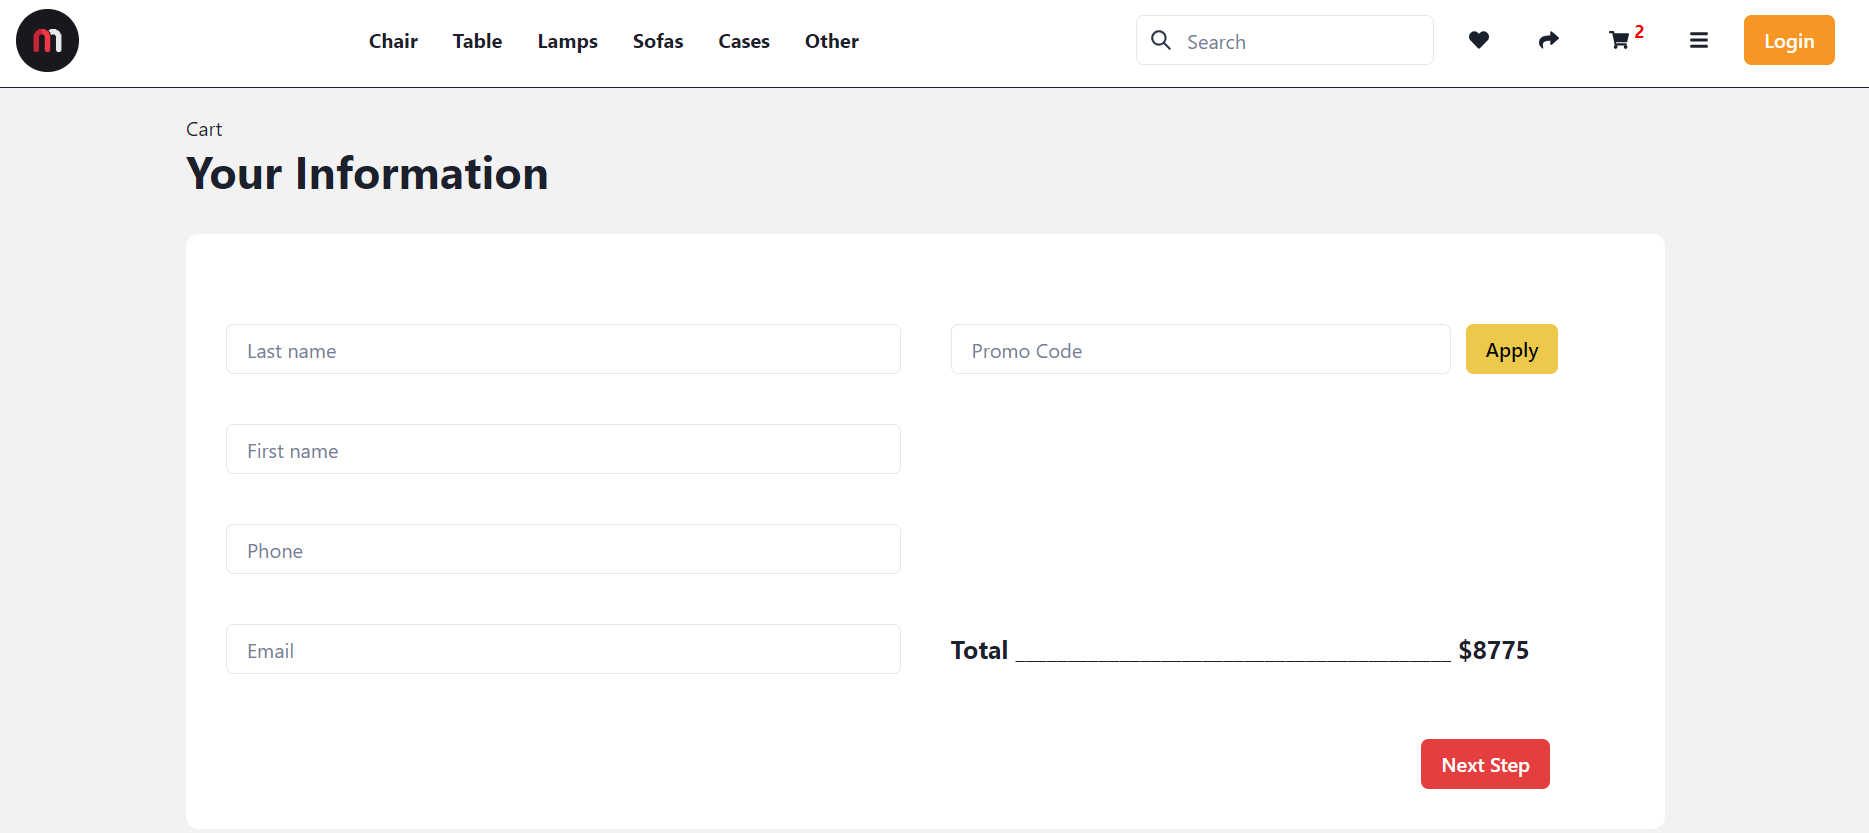 m
Chair Table Lamps Sofas Cases Other Search 2 Login
Cart
Your Information
Last name
Promo Code Apply
First name
Phone
Email
Total ___________________________________ $8775
Next Step